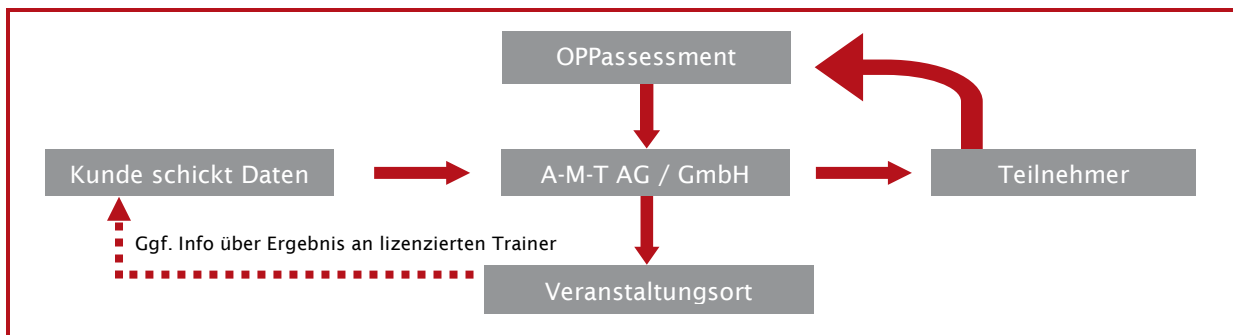 OPPassessment
Kunde schickt Daten
A-M-T AG / GmbH
Teilnehmer
Ggf. Info über Ergebnis an lizenzierten Trainer
Veranstaltungsort